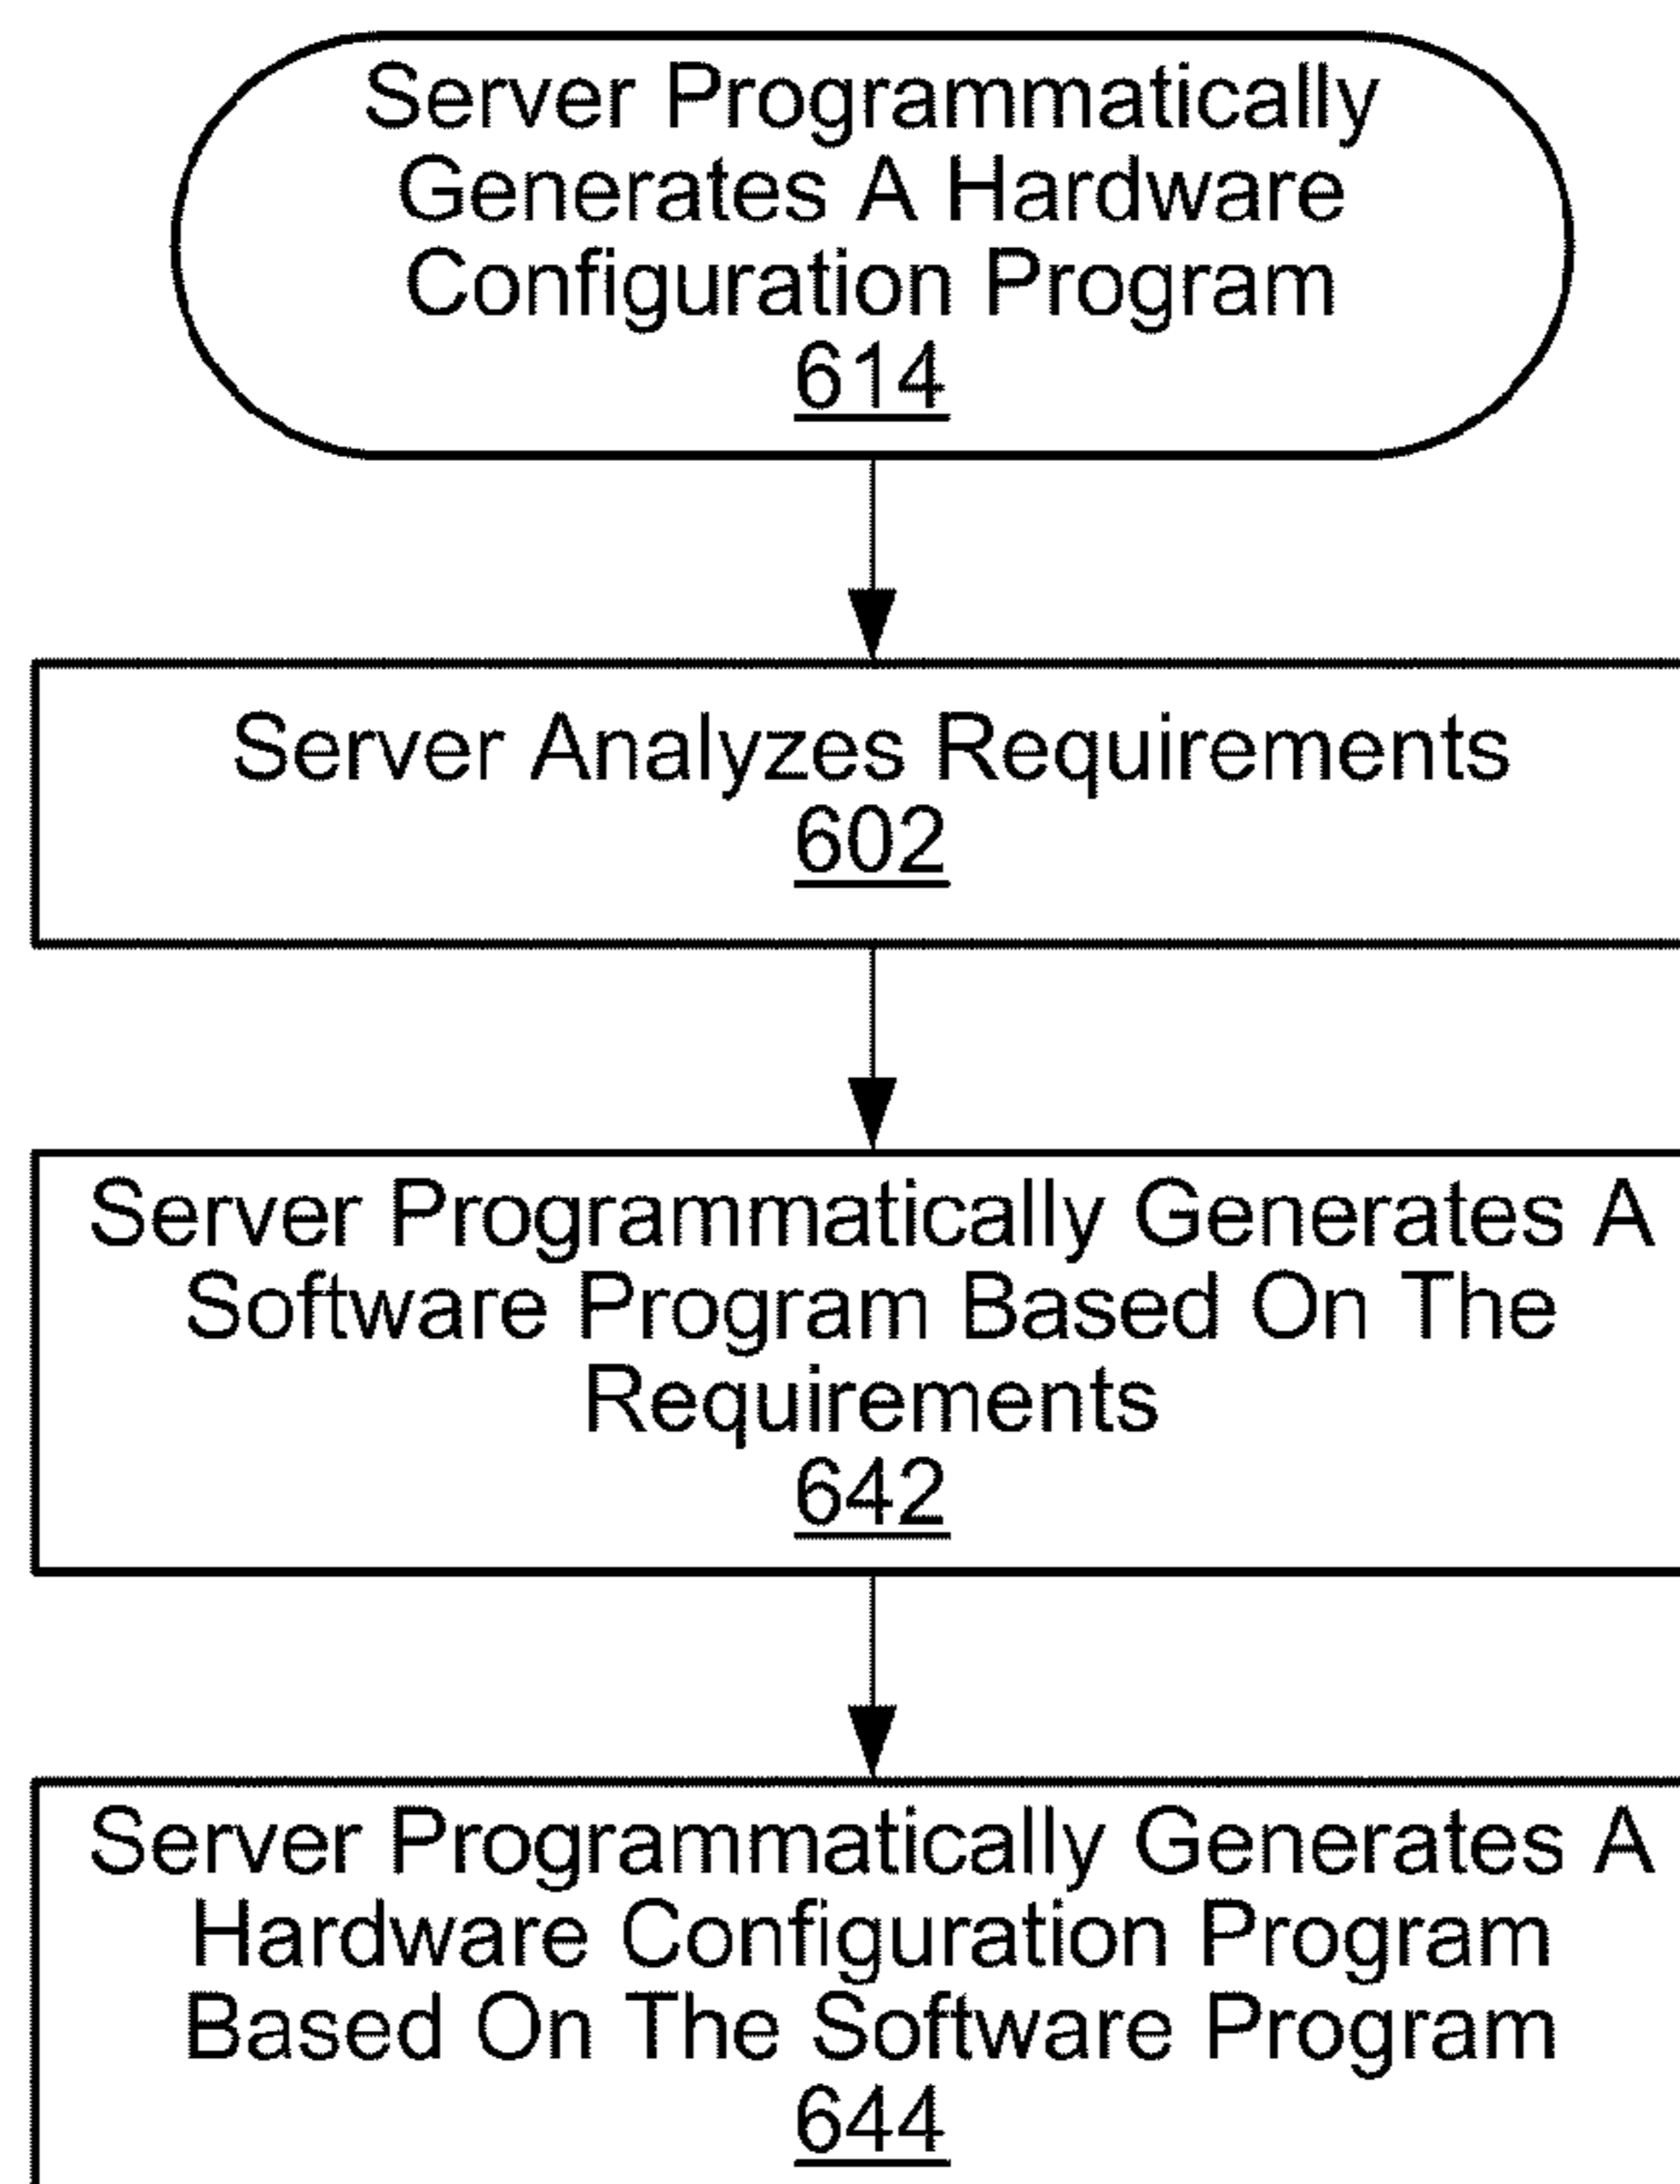 Server Programmatically
Generates A Hardware
Configuration Program
614
Server Analyzes Requirements
602
Server Programmatically Generates A
Software Program Based On The
Requirements
642
Server Programmatically Generates A
Hardware Configuration Program
Based On The Software Program
644